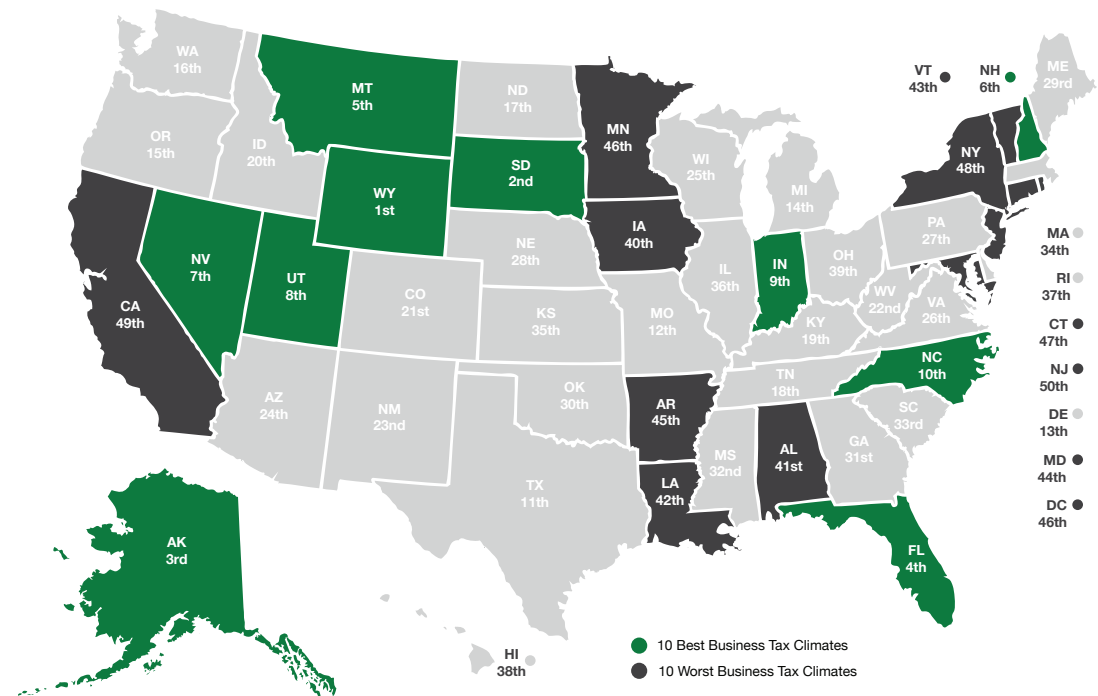 WA
16th
MT
5th
ND
17th
MN
46th
VT
43th
NH
6th
ME
29rd
OR
15th
ID
20th
WY
1st
SD
2nd
WI
25th
MI
14th
NY
48th
NV
7th
UT
8th
CO
21st
NE
28th
IA
40th
IL
36th
IN
9th
OH
39th
PA
27th
WV
22nd
VA
26th
MA
34th
RI
37th
CT
47th
NJ
50th
DE
13th
MD
44th
DC
46th
CA
49th
KS
35th
MO
12th
KY
19th
NC
10th
TN
18th
SC
33rd
AZ
24th
NM
23nd
OK
30th
AR
45th
MS
32nd
AL
41st
GA
31st
TX
11th
LA
42th
FL
4th
AK
3rd
HI
38th
10 Best Business Tax Climates
10 Worst Business Tax Climates